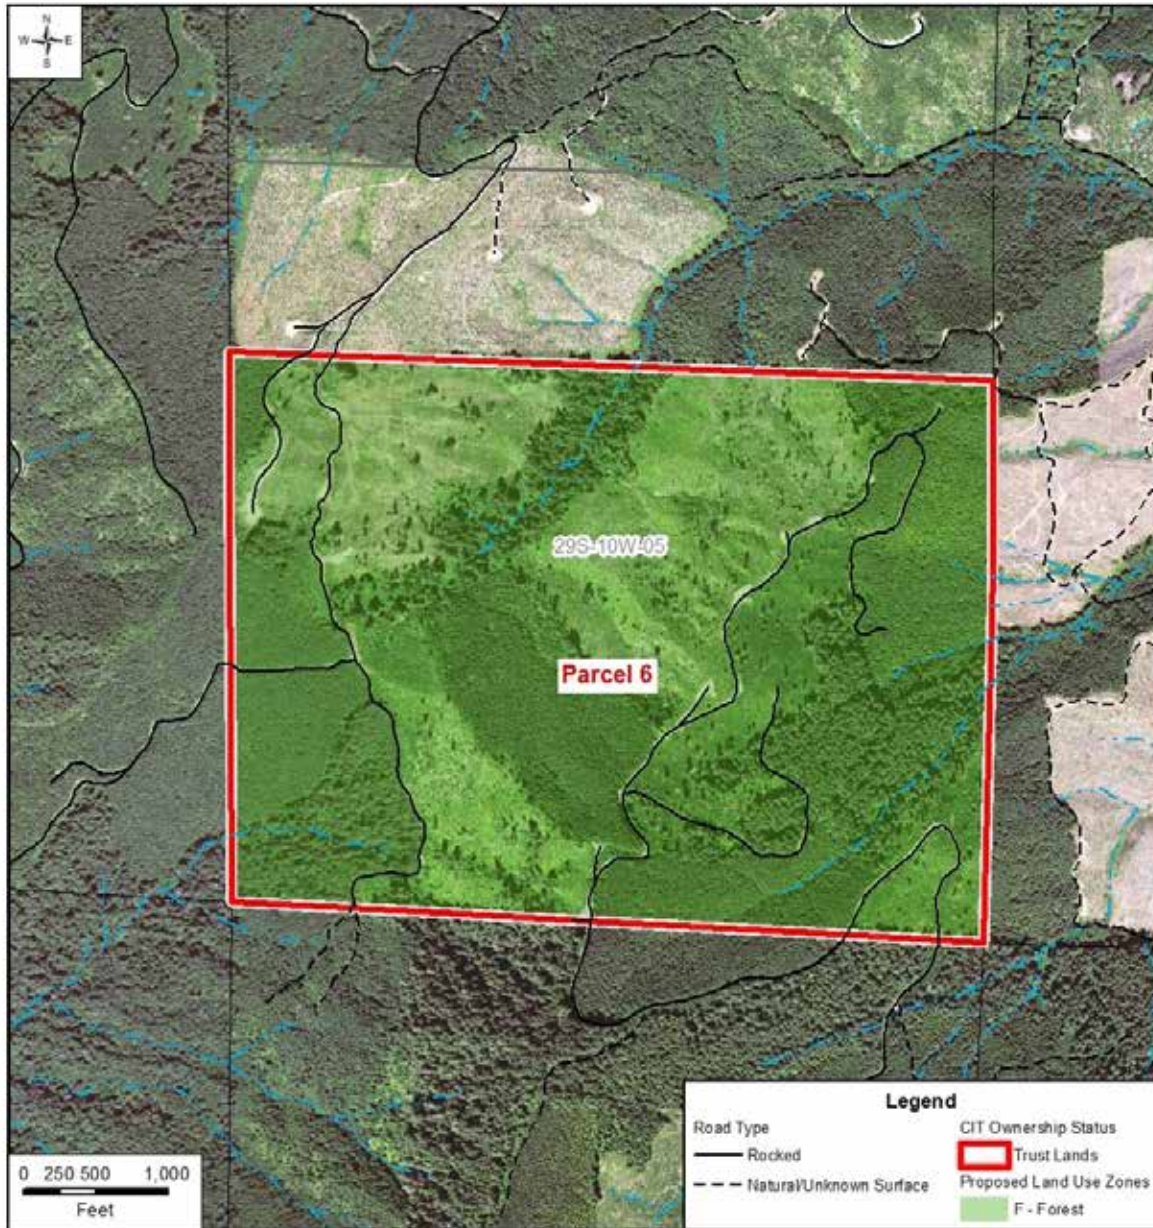 N
W E
S
29S-10W-05
Parcel 6
Legend
Road Type
Rocked
Natural/Unknown Surface
CIT Ownership Status
Trust Lands
Proposed Land Use Zones
F - Forest
0 250 500 1,000
Feet